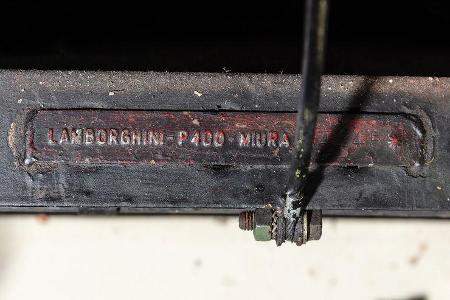 LAMBORGHINI - P400 - MIURA